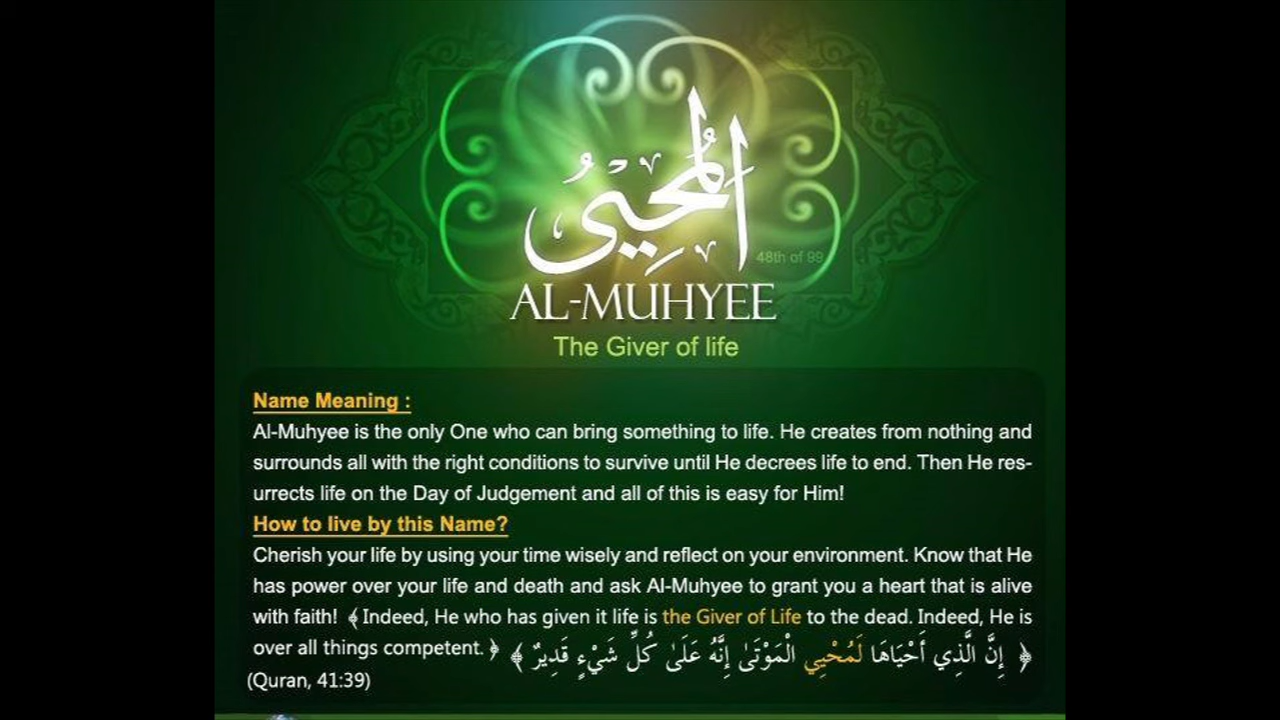 المُحْيِيُ
48th of 99
AL-MUHYEE
The Giver of life
Name Meaning :
Al-Muhyee is the only One who can bring something to life. He creates from nothing and
surrounds all with the right conditions to survive until He decrees life to end. Then He res-
urrects life on the Day of Judgement and all of this is easy for Him!
How to live by this Name?
Cherish your life by using your time wisely and reflect on your environment. Know that He
has power over your life and death and ask Al-Muhyee to grant you a heart that is alive
with faith! ﴾ Indeed, He who has given it life is the Giver of Life to the dead. Indeed, He is
over all things competent. ﴿
﴿ إِنَّ الَّذِي أَحْيَاهَا لَمُحْيِي الْمَوْتَىٰ إِنَّهُ عَلَىٰ كُلِّ شَيْءٍ قَدِيرٌ ﴾
(Quran, 41:39)